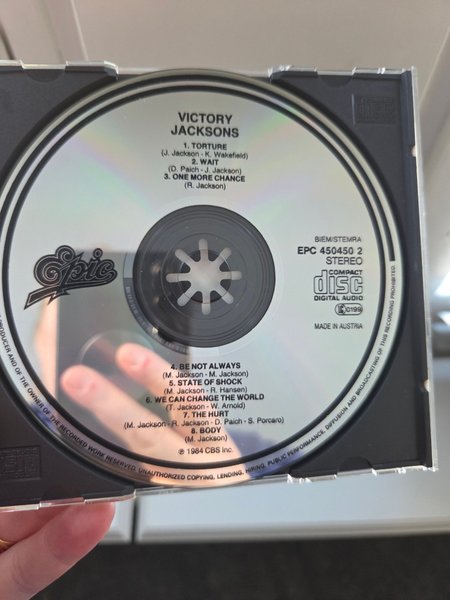 VICTORY
JACKSONS
1. TORTURE
(J. Jackson - K. Wakefield)
2. WAIT
(D. Paich - J. Jackson)
3. ONE MORE CHANCE
(R. Jackson)
Epic
BIEM/STEMRA
EPC 450450 2
STEREO
COMPACT
disc
DIGITAL AUDIO
LC 0199
MADE IN AUSTRIA
4. BE NOT ALWAYS
(M. Jackson - M. Jackson)
5. STATE OF SHOCK
(M. Jackson - R. Hansen)
6. WE CAN CHANGE THE WORLD
(T. Jackson - W. Arnold)
7. THE HURT
(M. Jackson - R. Jackson - D. Paich - S. Porcaro)
8. BODY
(M. Jackson)
℗ 1984 CBS Inc.
PRODUCER AND OF THE OWNER OF THE RECORDED WORK RESERVED. UNAUTHORIZED COPYING, LENDING, HIRING, PUBLIC PERFORMANCE, DIFFUSION AND BROADCASTING OF THIS RECORDING PROHIBITED.